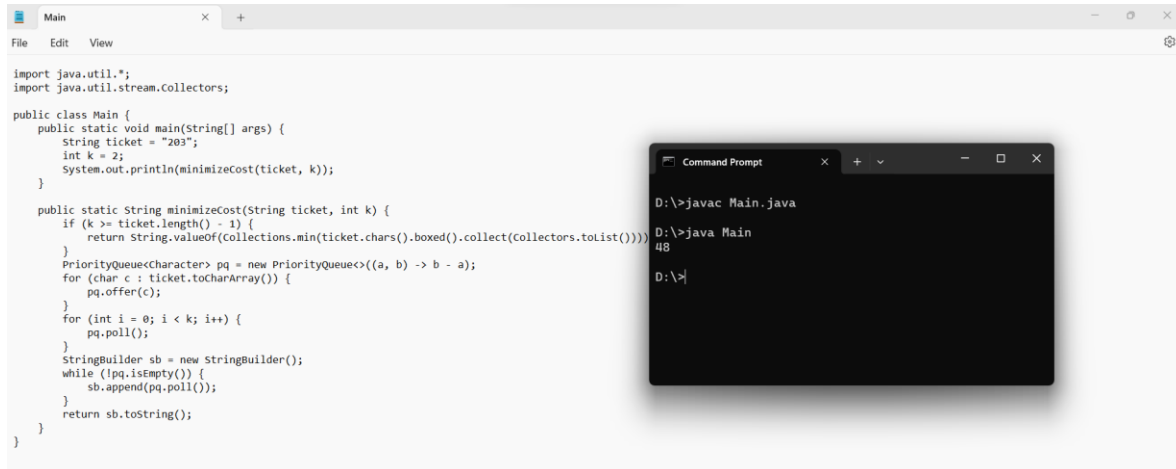 Main
File Edit View
import java.util.*;
import java.util.stream.Collectors;
public class Main {
    public static void main(String[] args) {
        String ticket = "203";
        int k = 2;
        System.out.println(minimizeCost(ticket, k));
    }
    public static String minimizeCost(String ticket, int k) {
        if (k >= ticket.length() - 1) {
            return String.valueOf(Collections.min(ticket.chars().boxed().collect(Collectors.toList())))
        }
        PriorityQueue<Character> pq = new PriorityQueue<>((a, b) -> b - a);
        for (char c : ticket.toCharArray()) {
            pq.offer(c);
        }
        for (int i = 0; i < k; i++) {
            pq.poll();
        }
        StringBuilder sb = new StringBuilder();
        while (!pq.isEmpty()) {
            sb.append(pq.poll());
        }
        return sb.toString();
    }
}
Command Prompt
D:\>javac Main.java
D:\>java Main
48
D:\>